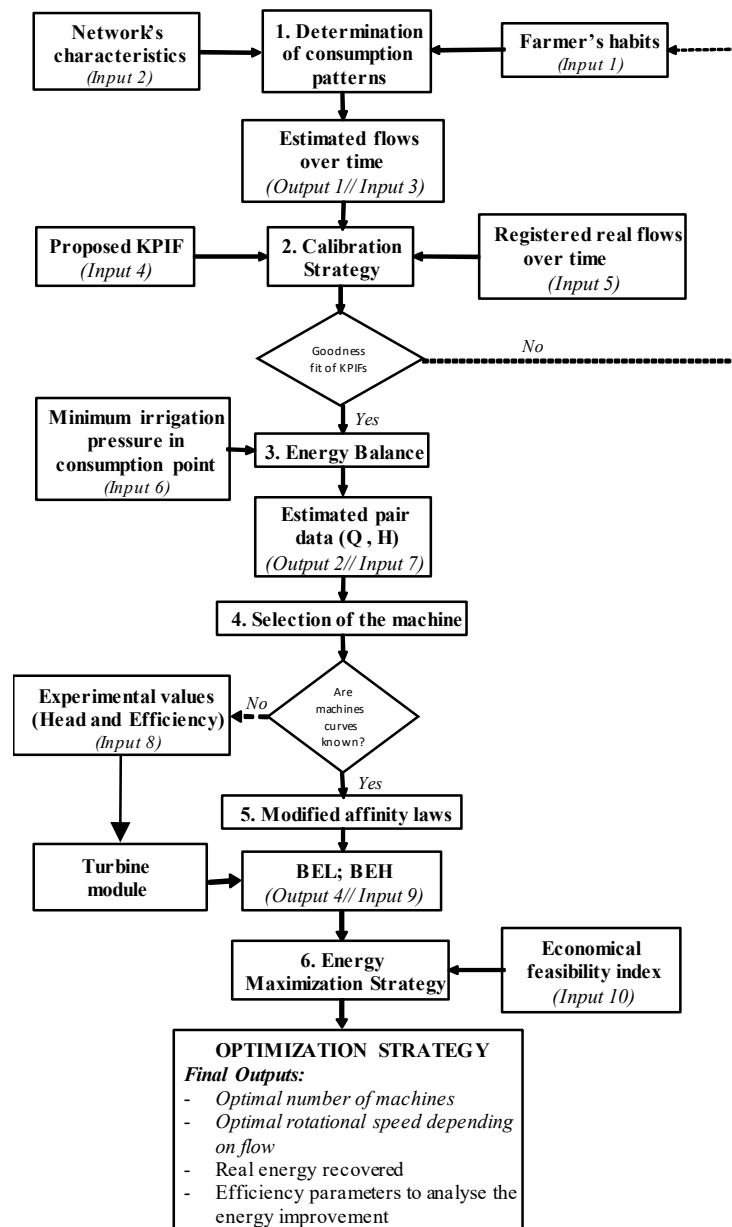 Network's
characteristics
(Input 2)
1. Determination
of consumption
patterns
Farmer's habits
(Input 1)
Estimated flows
over time
(Output 1// Input 3)
Proposed KPIF
(Input 4)
2. Calibration
Strategy
Registered real flows
over time
(Input 5)
Goodness
fit of KPIFs
No
Yes
Minimum irrigation
pressure in
consumption point
(Input 6)
3. Energy Balance
Estimated pair
data (Q , H)
(Output 2// Input 7)
4. Selection of the machine
Experimental values
(Head and Efficiency)
(Input 8)
No
Are
machines
curves
known?
Yes
5. Modified affinity laws
Turbine
module
BEL; BEH
(Output 4// Input 9)
6. Energy
Maximization Strategy
Economical
feasibility index
(Input 10)
OPTIMIZATION STRATEGY
Final Outputs:
- Optimal number of machines
- Optimal rotational speed depending
on flow
- Real energy recovered
- Efficiency parameters to analyse the
energy improvement